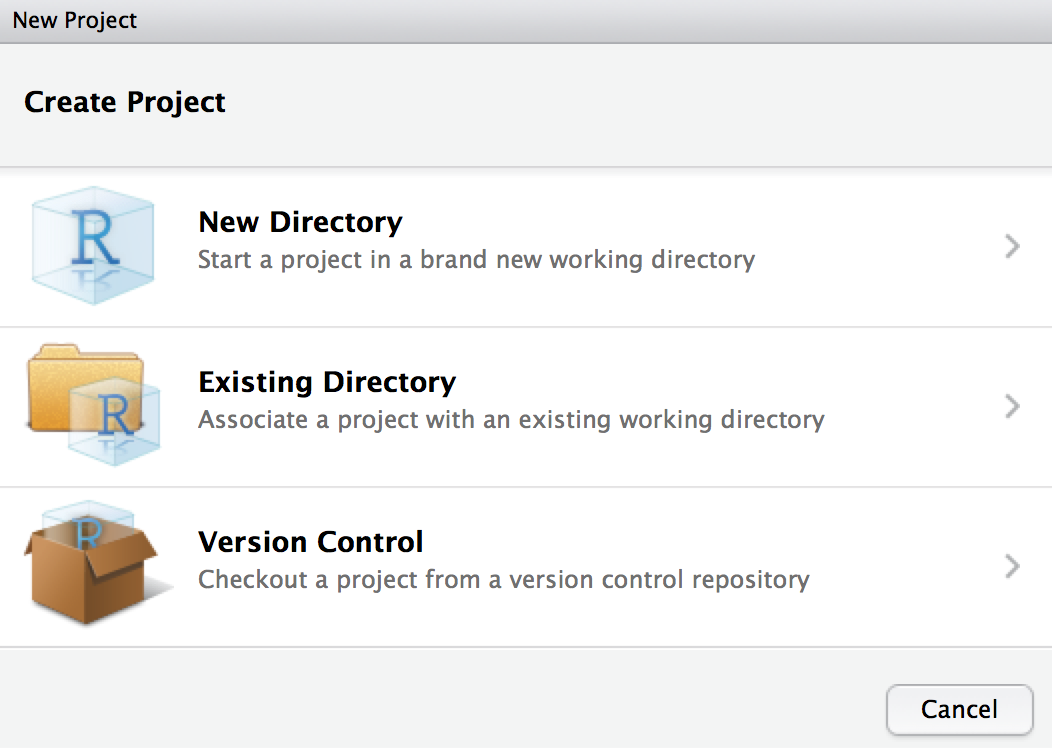 New Project
Create Project
R
New Directory
Start a project in a brand new working directory
R
Existing Directory
Associate a project with an existing working directory
R
Version Control
Checkout a project from a version control repository
Cancel